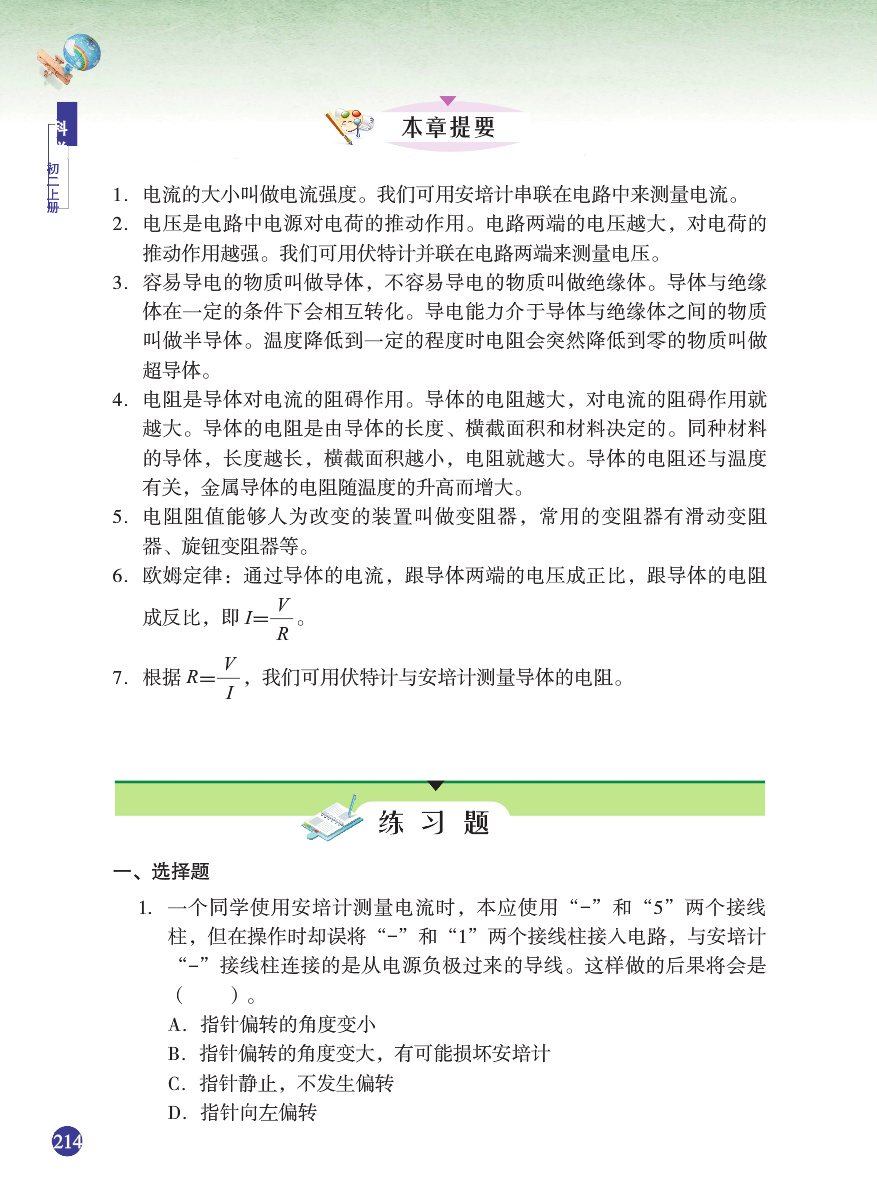 科
初二上册
本章提要
1. 电流的大小叫做电流强度。我们可用安培计串联在电路中来测量电流。
2. 电压是电路中电源对电荷的推动作用。电路两端的电压越大，对电荷的
推动作用越强。我们可用伏特计并联在电路两端来测量电压。
3. 容易导电的物质叫做导体，不容易导电的物质叫做绝缘体。导体与绝缘
体在一定的条件下会相互转化。导电能力介于导体与绝缘体之间的物质
叫做半导体。温度降低到一定的程度时电阻会突然降低到零的物质叫做
超导体。
4. 电阻是导体对电流的阻碍作用。导体的电阻越大，对电流的阻碍作用就
越大。导体的电阻是由导体的长度、横截面积和材料决定的。同种材料
的导体，长度越长，横截面积越小，电阻就越大。导体的电阻还与温度
有关，金属导体的电阻随温度的升高而增大。
5. 电阻阻值能够人为改变的装置叫做变阻器，常用的变阻器有滑动变阻
器、旋钮变阻器等。
6. 欧姆定律：通过导体的电流，跟导体两端的电压成正比，跟导体的电阻
成反比，即 I=V/R。
7. 根据 R=V/I，我们可用伏特计与安培计测量导体的电阻。
练 习 题
一、选择题
1. 一个同学使用安培计测量电流时，本应使用“-”和“5”两个接线
柱，但在操作时却误将“-”和“1”两个接线柱接入电路，与安培计
“-”接线柱连接的是从电源负极过来的导线。这样做的后果将会是
（　　）。
A. 指针偏转的角度变小
B. 指针偏转的角度变大，有可能损坏安培计
C. 指针静止，不发生偏转
D. 指针向左偏转
214